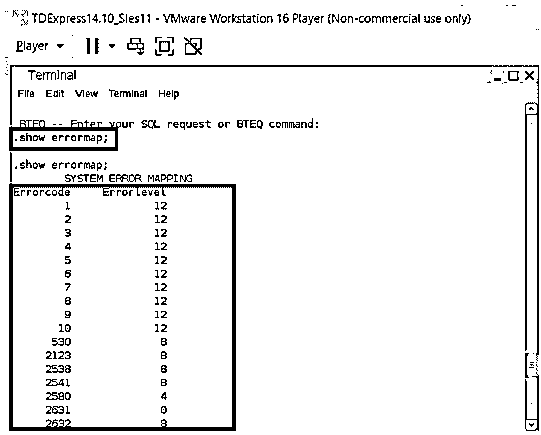 TDExpress14.10_Sles11 - VMware Workstation 16 Player (Non-commercial use only)
Player
Terminal
File Edit View Terminal Help
BTEQ -- Enter your SQL request or BTEQ command:
.show errormap;
.show errormap;
SYSTEM ERROR MAPPING
Errorcode Errorlevel
1 12
2 12
3 12
4 12
5 12
6 12
7 12
8 12
9 12
10 12
530 8
2123 8
2538 8
2541 8
2580 4
2631 8
2632 8